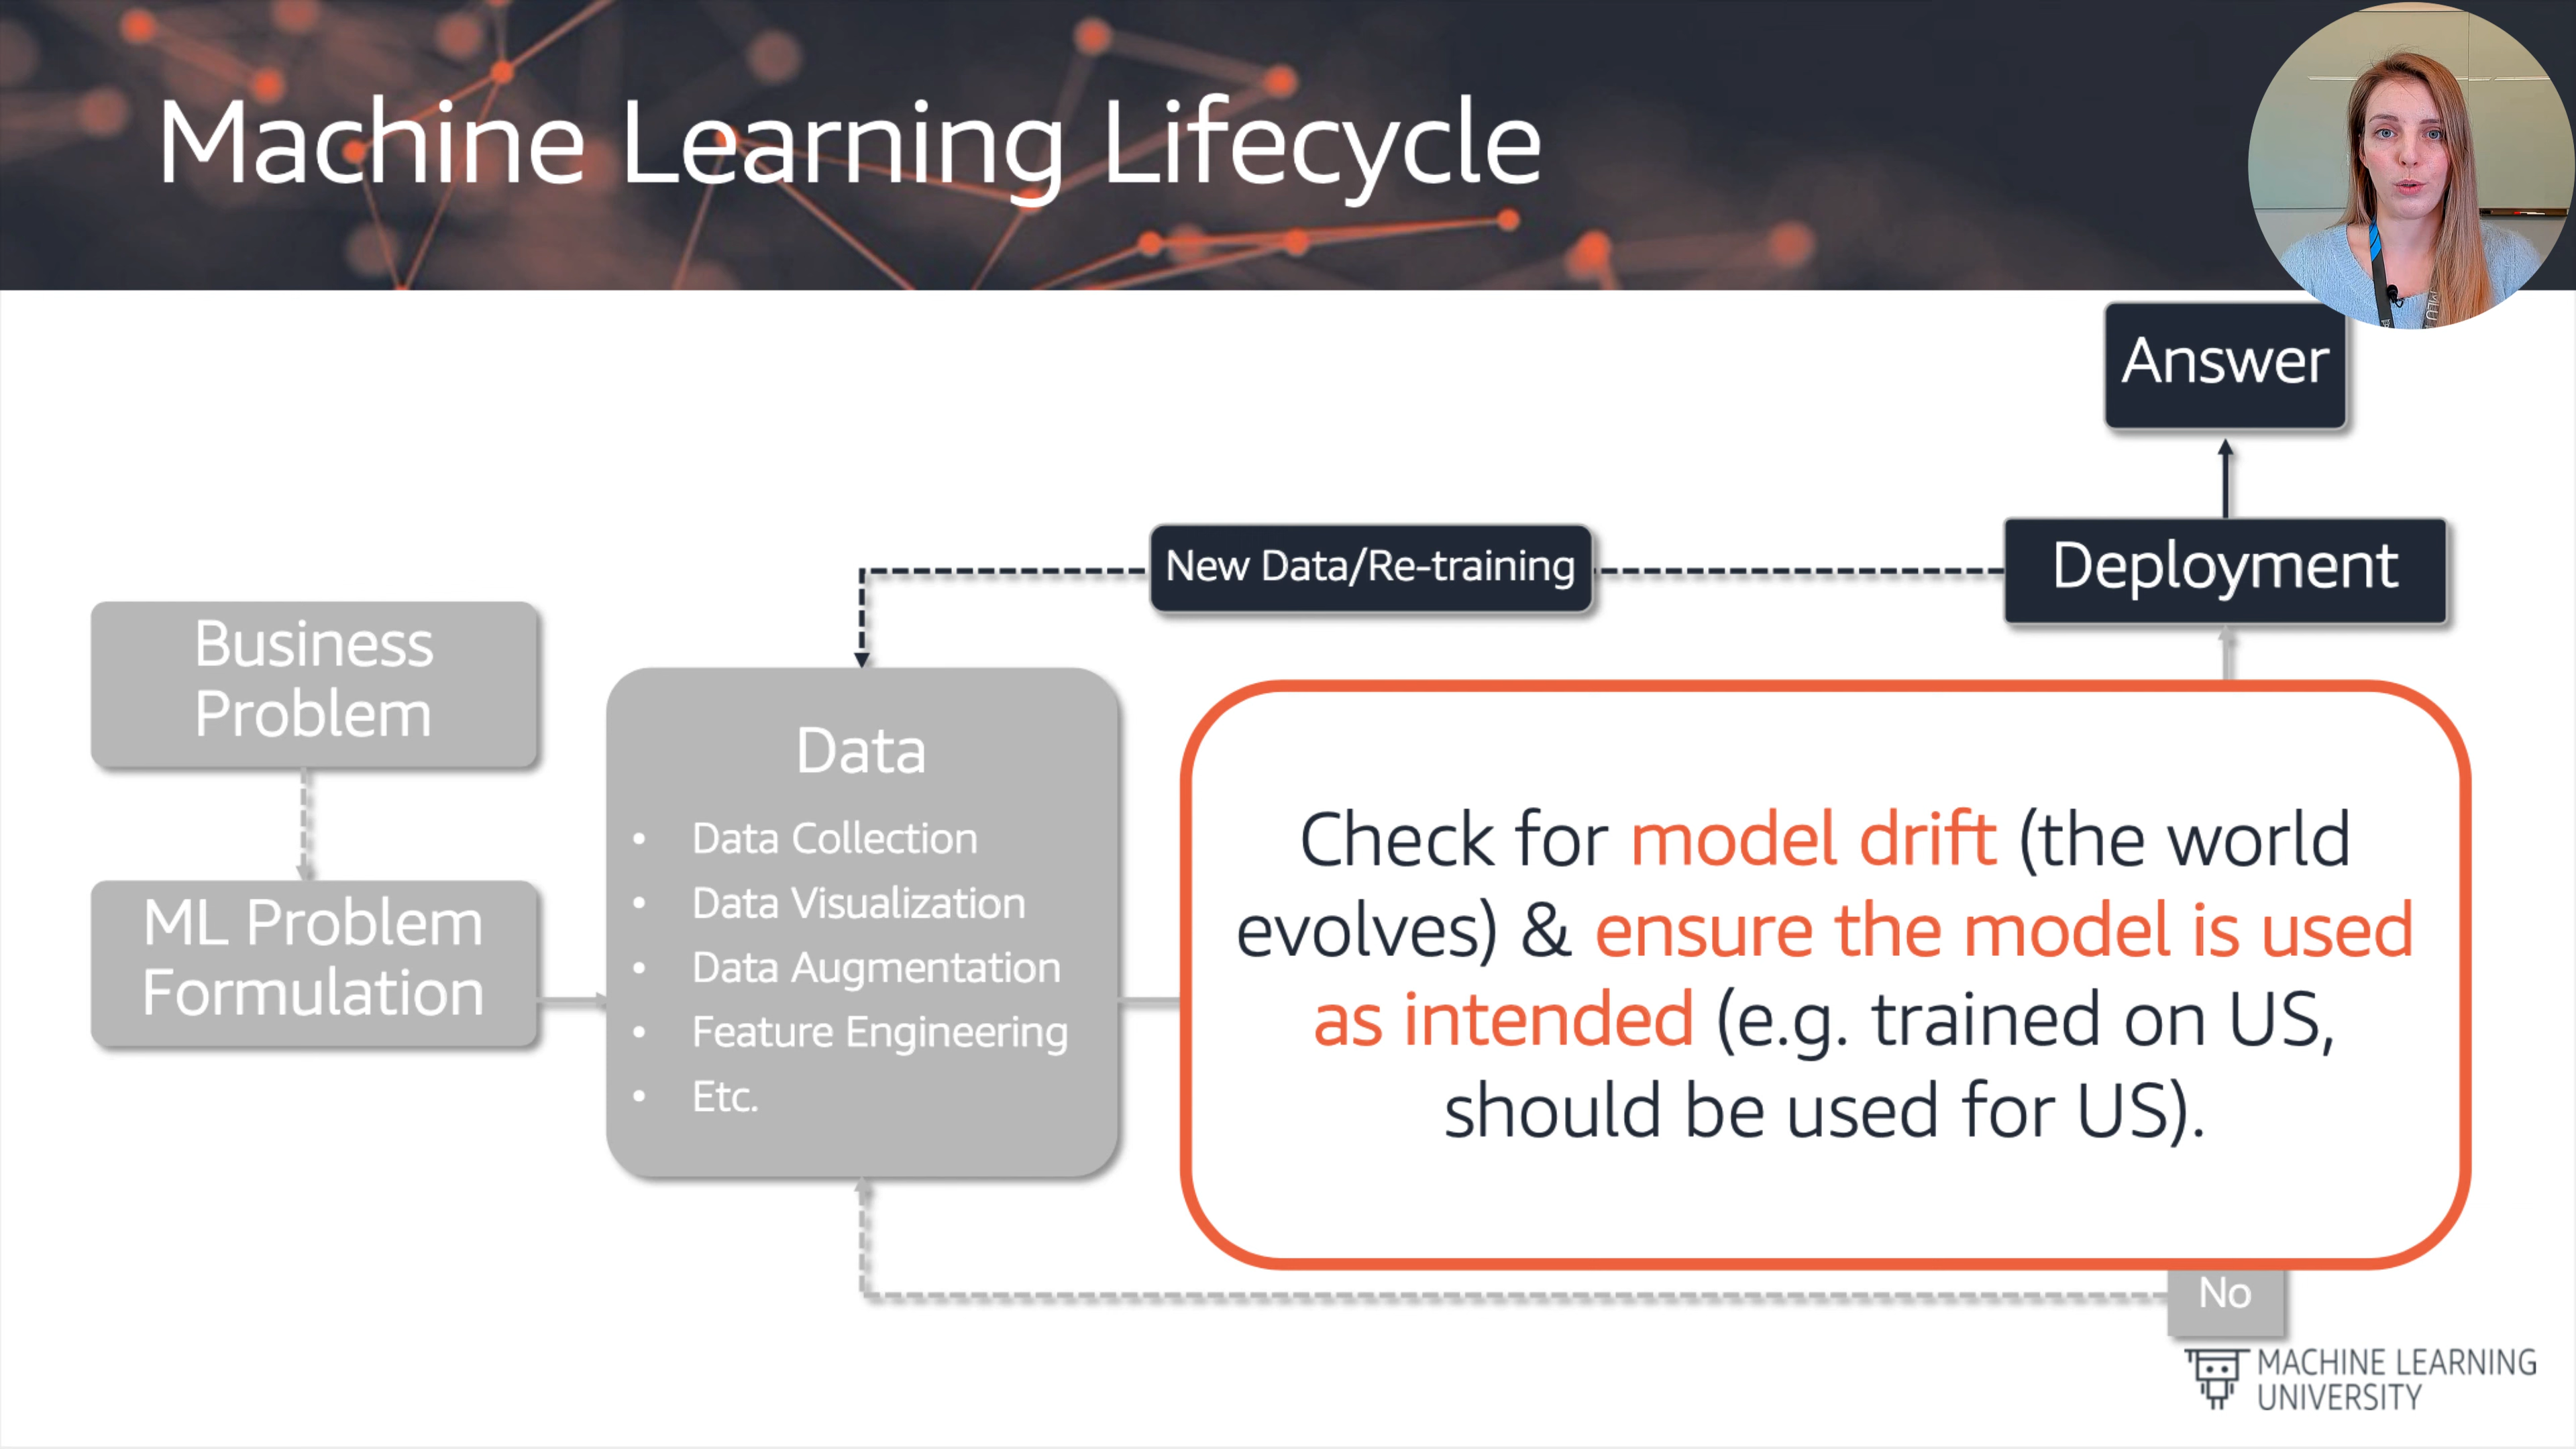 Machine Learning Lifecycle
Answer
New Data/Re-training
Deployment
Business
Problem
ML Problem
Formulation
Data
• Data Collection
• Data Visualization
• Data Augmentation
• Feature Engineering
• Etc.
Check for model drift (the world
evolves) & ensure the model is used
as intended (e.g. trained on US,
should be used for US).
No
MACHINE LEARNING
UNIVERSITY